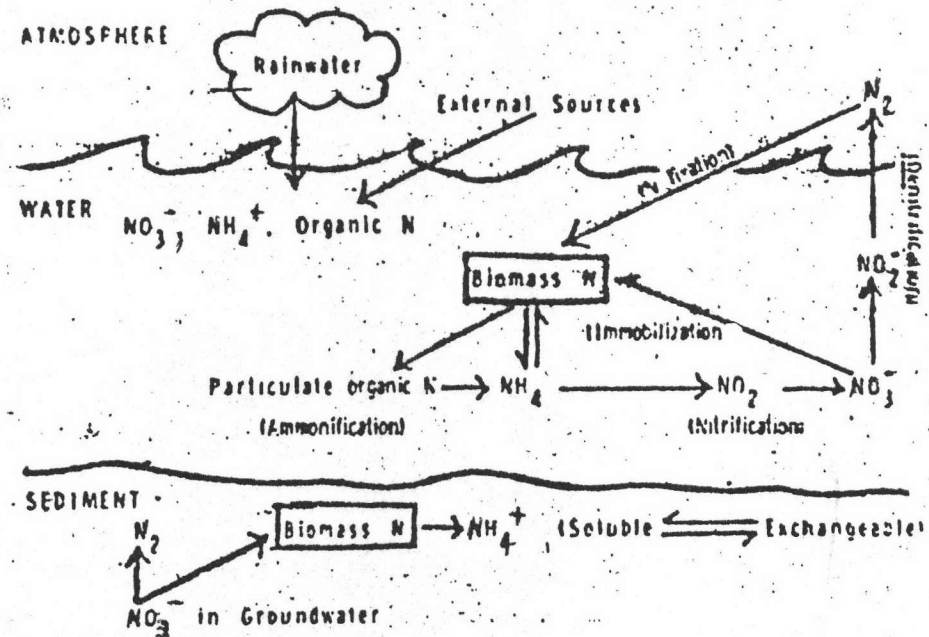 ATMOSPHERE
Rainwater
External Sources
N₂
(N fixation)
(Denitrification)
WATER
NO₃⁻, NH₄⁺, Organic N
NO₂⁻
Biomass N
(Immobilization
Particulate organic N → NH₄ → NO₂ → NO₃⁻
(Ammonification) (Nitrification)
SEDIMENT
N₂
Biomass N → NH₄⁺ (Soluble ⇌ Exchangeable)
NO₃⁻ in Groundwater